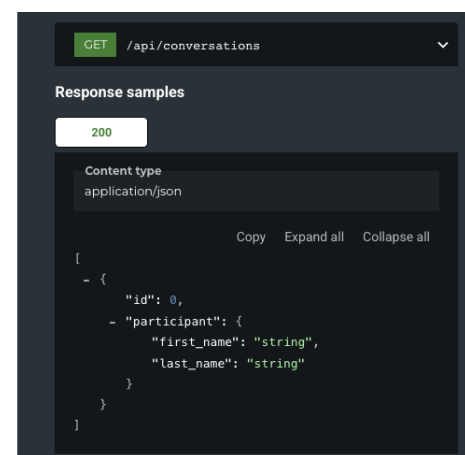 GET /api/conversations
Response samples
200
Content type
application/json
Copy Expand all Collapse all
[
- {
"id": 0,
- "participant": {
"first_name": "string",
"last_name": "string"
}
}
]